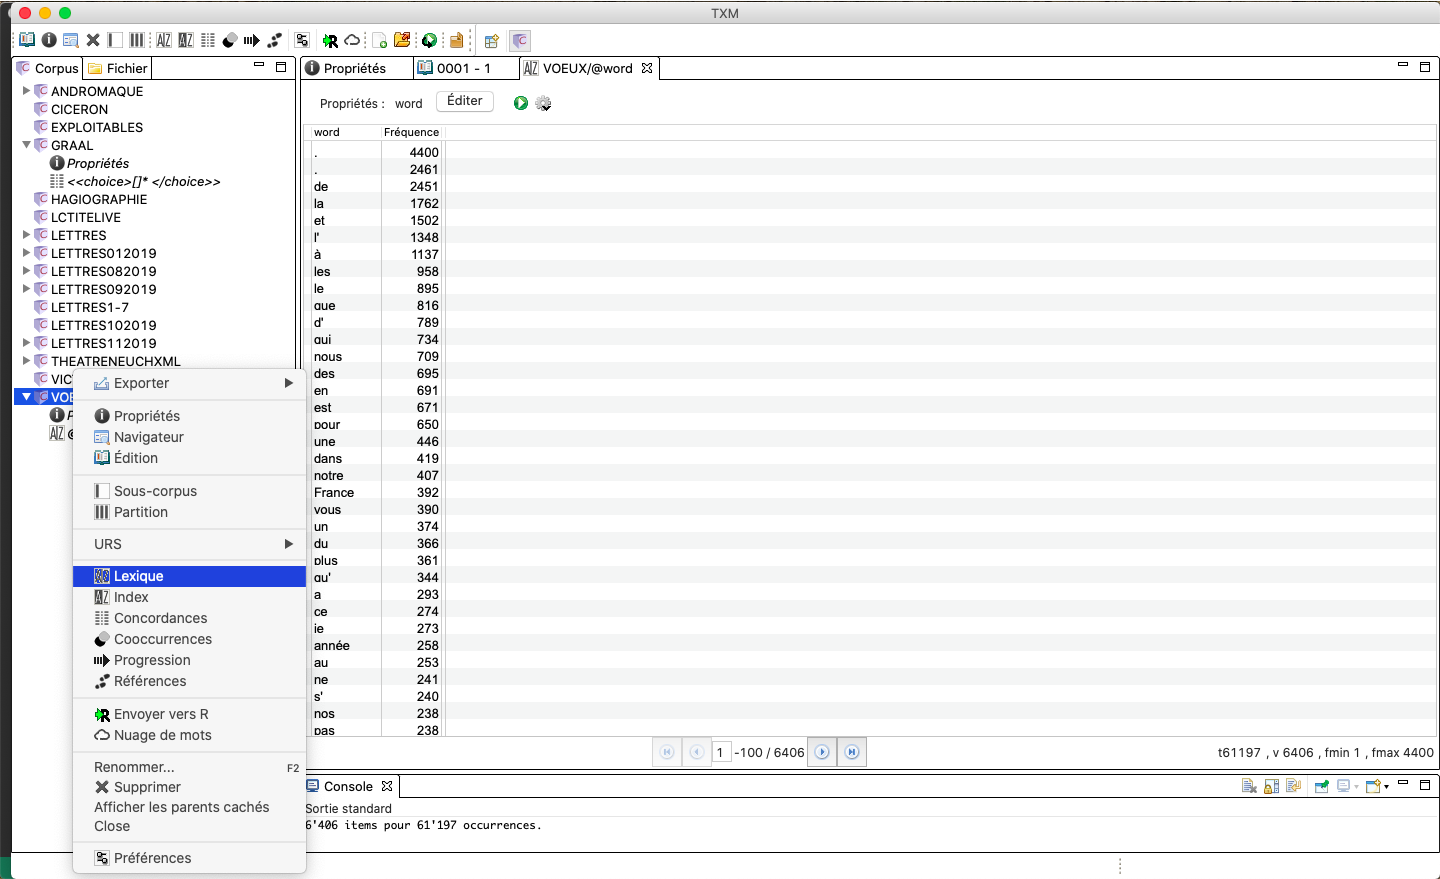 TXM
Corpus
Fichier
Propriétés
0001 - 1
VOEUX/@word
ANDROMAQUE
CICERON
EXPLOITABLES
GRAAL
Propriétés
<<choice>[]* </choice>>
HAGIOGRAPHIE
LCTITELIVE
LETTRES
LETTRES012019
LETTRES082019
LETTRES092019
LETTRES1-7
LETTRES102019
LETTRES112019
THEATRENEUCHXML
Exporter
Propriétés
Navigateur
Édition
Sous-corpus
Partition
URS
Lexique
Index
Concordances
Cooccurrences
Progression
Références
Envoyer vers R
Nuage de mots
Renommer... F2
Supprimer
Afficher les parents cachés
Close
Préférences
Propriétés : word Éditer
word Fréquence
. 4400
. 2461
de 2451
la 1762
et 1502
l' 1348
à 1137
les 958
le 895
que 816
d' 789
qui 734
nous 709
des 695
en 691
est 671
pour 650
une 446
dans 419
notre 407
France 392
vous 390
un 374
du 366
plus 361
qu' 344
a 293
ce 274
je 273
année 258
au 253
ne 241
s' 240
nos 238
pas 238
1 -100 / 6406
t61197 , v 6406 , fmin 1 , fmax 4400
Console
Sortie standard
6'406 items pour 61'197 occurrences.